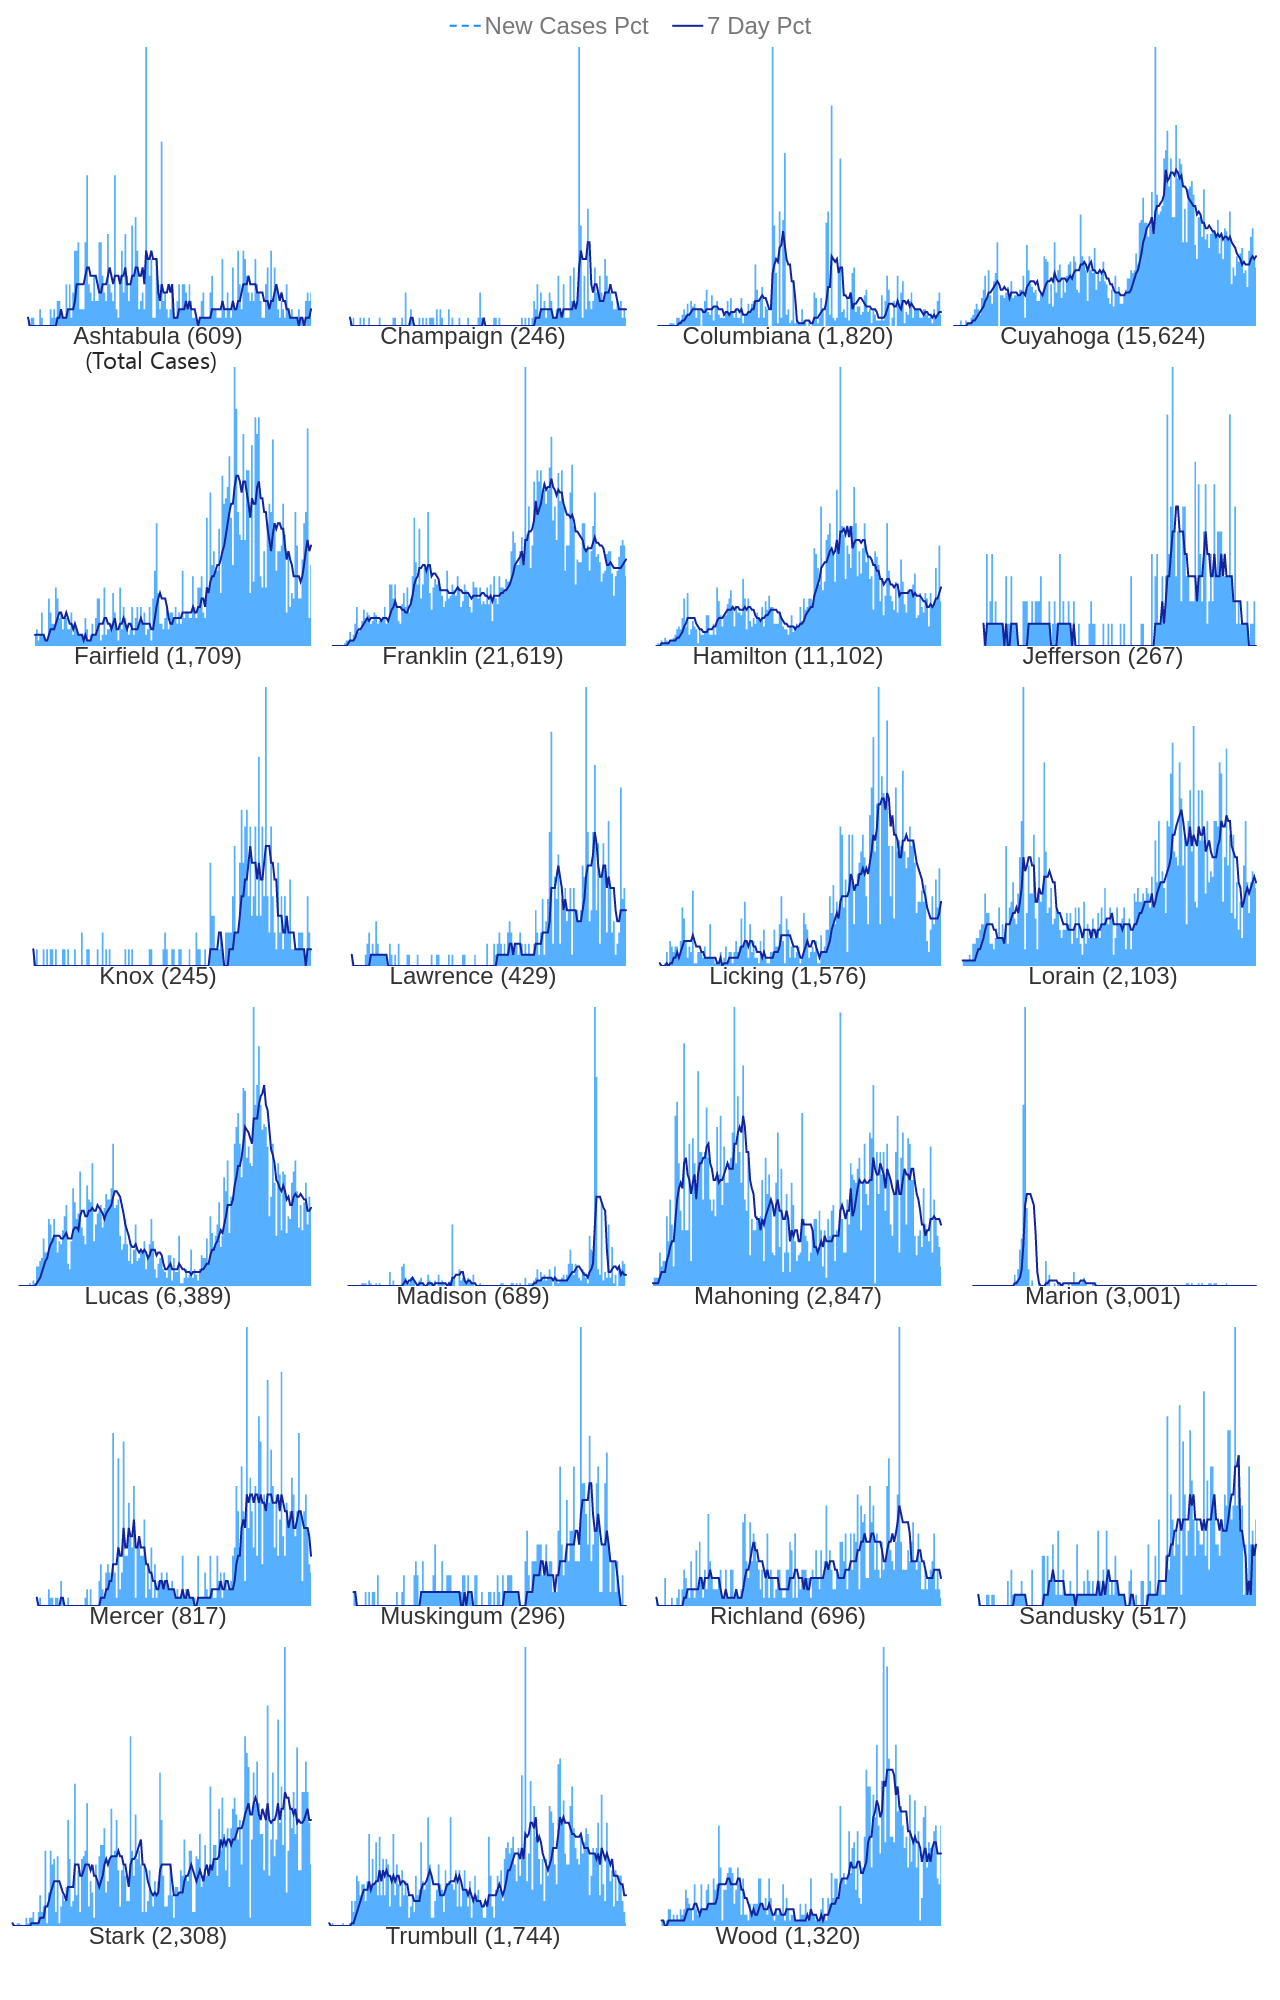 New Cases Pct 7 Day Pct
Ashtabula (609) Champaign (246) Columbiana (1,820) Cuyahoga (15,624)
(Total Cases)
Fairfield (1,709) Franklin (21,619) Hamilton (11,102) Jefferson (267)
Knox (245) Lawrence (429) Licking (1,576) Lorain (2,103)
Lucas (6,389) Madison (689) Mahoning (2,847) Marion (3,001)
Mercer (817) Muskingum (296) Richland (696) Sandusky (517)
Stark (2,308) Trumbull (1,744) Wood (1,320)